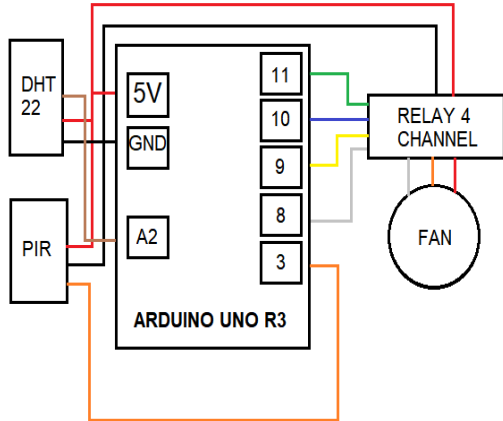 DHT
22
5V
GND
A2
PIR
11
10
9
8
3
ARDUINO UNO R3
RELAY 4
CHANNEL
FAN